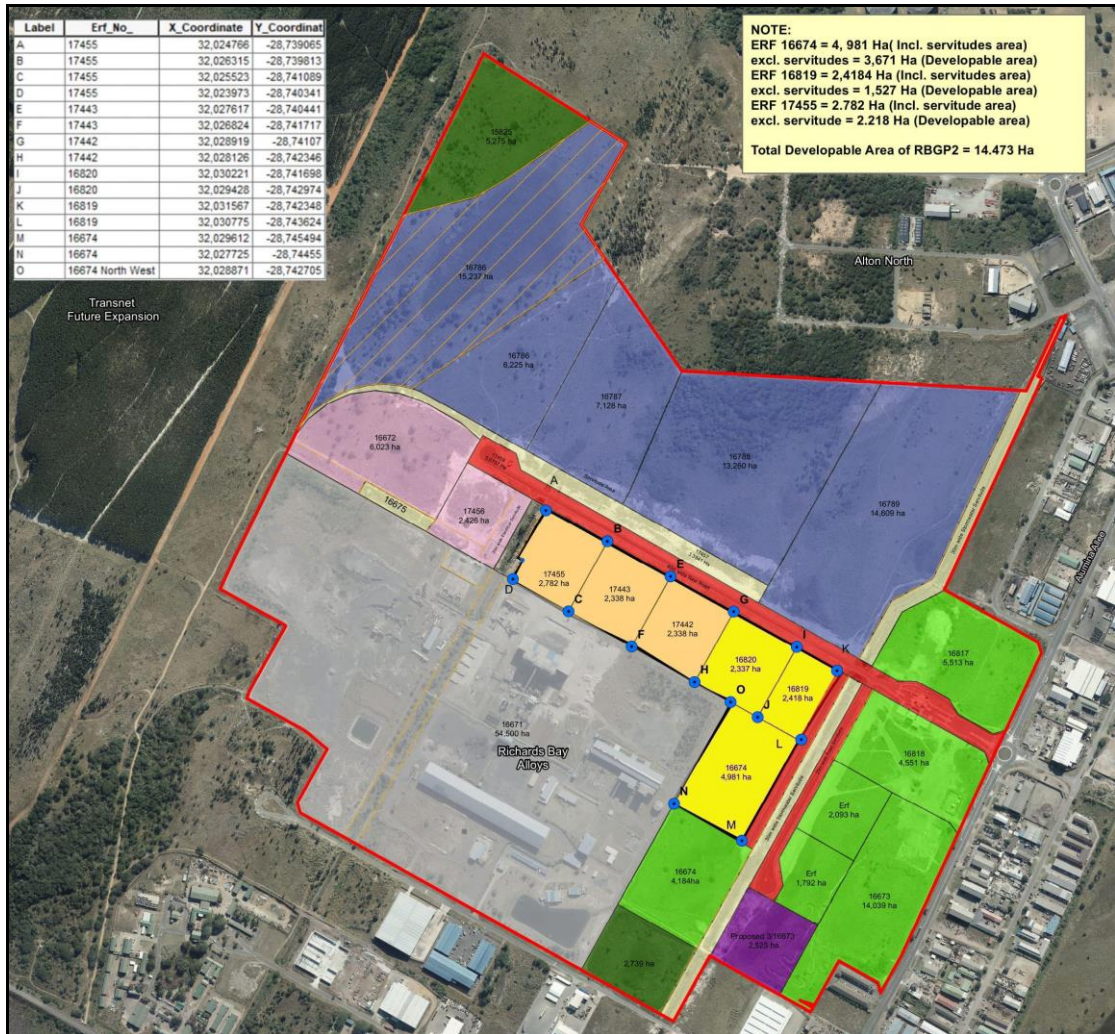 Label Erf_No_ X_Coordinate Y_Coordinat
A 17455 32,024766 -28,739065
B 17455 32,026315 -28,739813
C 17455 32,025523 -28,741089
D 17455 32,023973 -28,740341
E 17443 32,027617 -28,740441
F 17443 32,026824 -28,741717
G 17442 32,028919 -28,74107
H 17442 32,028126 -28,742346
I 16820 32,030221 -28,741698
J 16820 32,029428 -28,742974
K 16819 32,031567 -28,742348
L 16819 32,030775 -28,743624
M 16674 32,029612 -28,745494
N 16674 32,027725 -28,74455
O 16674 North West 32,028871 -28,742705
NOTE:
ERF 16674 = 4, 981 Ha( Incl. servitudes area)
excl. servitudes = 3,671 Ha (Developable area)
ERF 16819 = 2,4184 Ha (Incl. servitudes area)
excl. servitudes = 1,527 Ha (Developable area)
ERF 17455 = 2.782 Ha (Incl. servitude area)
excl. servitude = 2.218 Ha (Developable area)
Total Developable Area of RBGP2 = 14.473 Ha
15625
5,275 ha
16786
15,237 ha
Alton North
Transnet
Future Expansion
16786
6,225 ha
16787
7,128 ha
16788
13,260 ha
16789
14,609 ha
16672
6,023 ha
16675
17456
2,426 ha
A
B
E
G
I
K
D
C
F
H
O
J
L
N
M
17455
2,782 ha
17443
2,338 ha
17442
2,338 ha
16820
2,337 ha
16819
2,418 ha
16817
5,513 ha
Alumina Allee
30m wide Stormwater Servitude
16671
54,500 ha
Richards Bay
Alloys
16674
4,981 ha
16818
4,551 ha
Erf
2,093 ha
Erf
1,792 ha
16673
14,039 ha
16674
4,184ha
30m wide Stormwater Servitude
Proposed 3/16673
2,525 ha
2,739 ha